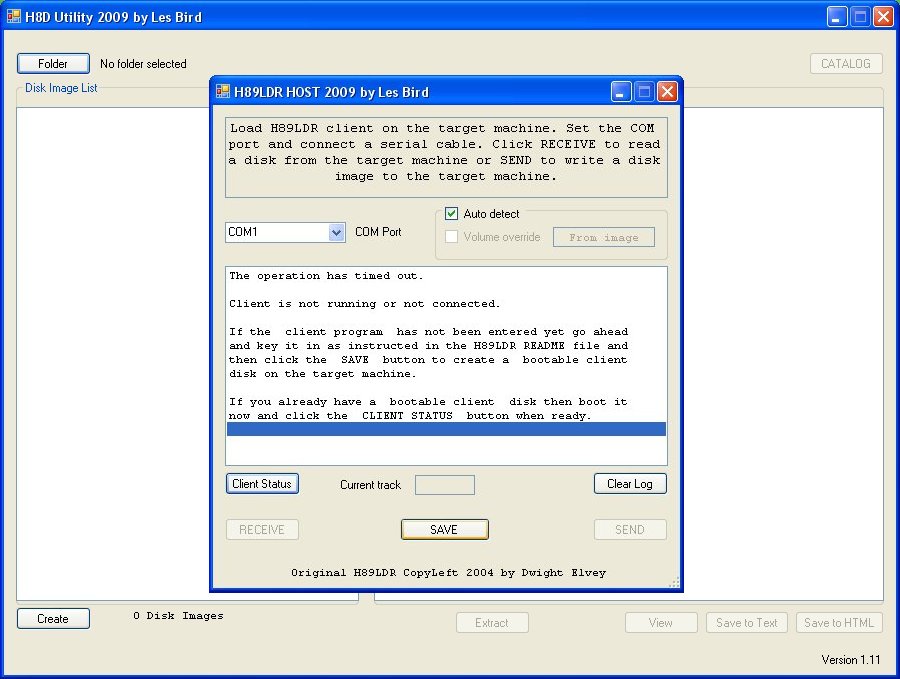 H8D Utility 2009 by Les Bird
Folder
No folder selected
CATALOG
Disk Image List
H89LDR HOST 2009 by Les Bird
Load H89LDR client on the target machine. Set the COM
port and connect a serial cable. Click RECEIVE to read
a disk from the target machine or SEND to write a disk
image to the target machine.
Auto detect
COM1
COM Port
Volume override
From image
The operation has timed out.
Client is not running or not connected.
If the client program has not been entered yet go ahead
and key it in as instructed in the H89LDR README file and
then click the SAVE button to create a bootable client
disk on the target machine.
If you already have a bootable client disk then boot it
now and click the CLIENT STATUS button when ready.
Client Status
Current track
Clear Log
RECEIVE
SAVE
SEND
Original H89LDR CopyLeft 2004 by Dwight Elvey
Create
0 Disk Images
Extract
View
Save to Text
Save to HTML
Version 1.11